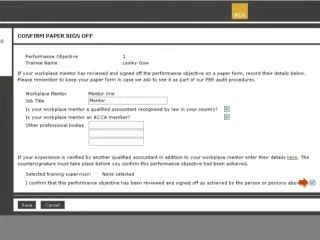 CONFIRM PAPER SIGN OFF
Performance Objective 1
Trainee Name Lesley Gow
If your workplace mentor has reviewed and signed off the performance objective on a paper form, record their details below.
Please remember to keep your paper form in case we ask to see it as part of our PER audit procedures.
Workplace Mentor Mentor One
Job Title Mentor
Is your workplace mentor a qualified accountant recognised by law in your country?
Is your workplace mentor an ACCA member?
Other professional bodies
If your experience is verified by another qualified accountant in addition to your workplace mentor enter their details here. The
countersignature must take place before you confirm this performance objective had been achieved.
Selected training supervisor: None selected
I confirm that this performance objective has been reviewed and signed off as achieved by the person or persons above
Save Cancel